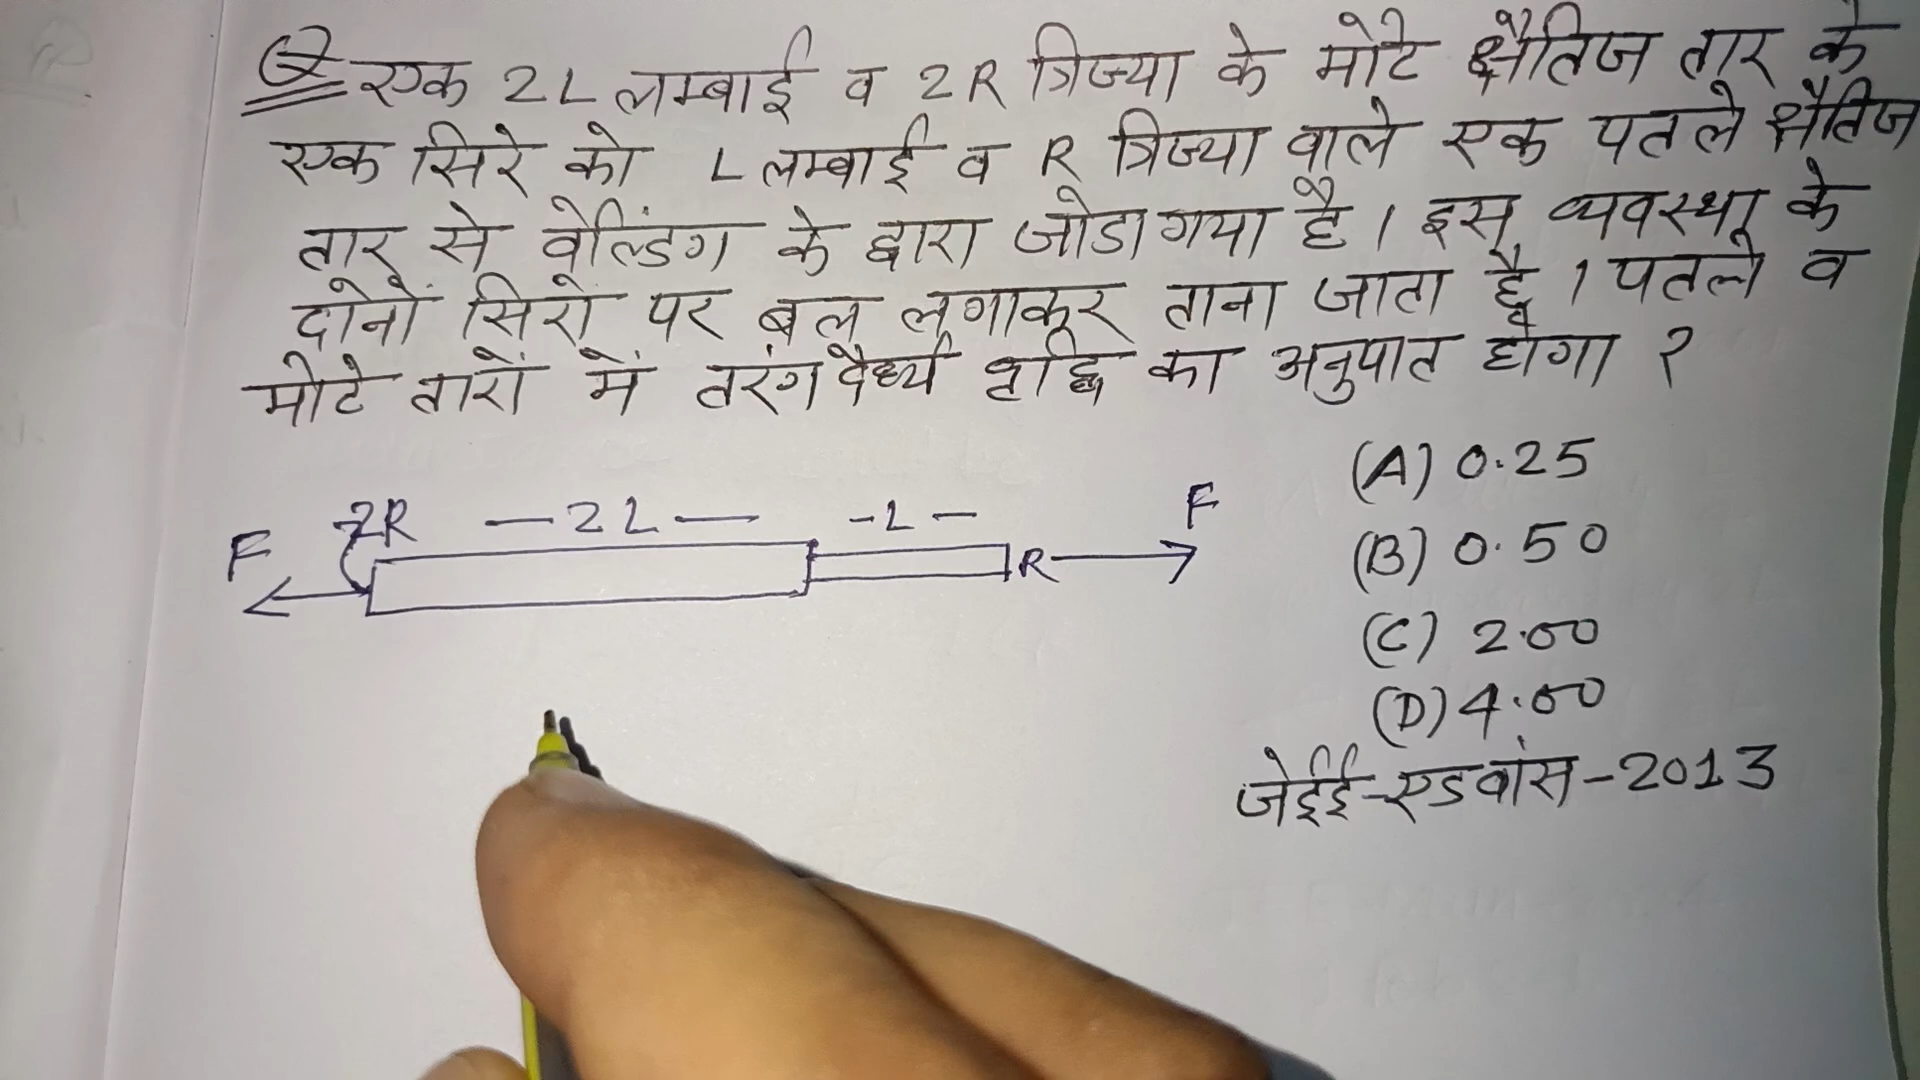 Q एक 2L लम्बाई व 2R त्रिज्या के मोटे क्षैतिज तार के
एक सिरे को L लम्बाई व R त्रिज्या वाले एक पतले क्षैतिज
तार से वेल्डिंग के द्वारा जोडा गया है। इस व्यवस्था के
दोनों सिरों पर बल लगाकर ताना जाता है। पतले व
मोटे तारों में तरंगदैर्ध्य वृद्धि का अनुपात होगा ?
(A) 0.25
(B) 0.50
(C) 2.00
(D) 4.00
जेईई-एडवांस-2013
F 2R —2L— -L- R F